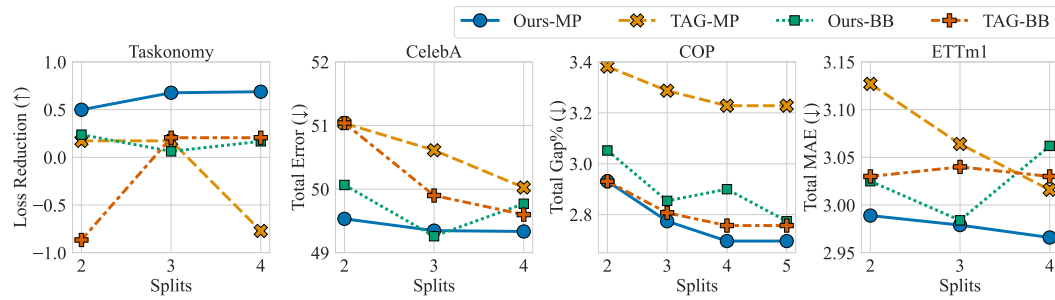 Ours-MP TAG-MP Ours-BB TAG-BB
Taskonomy
Loss Reduction (↑)
1.0
0.5
0.0
−0.5
−1.0
2 3 4
Splits
CelebA
Total Error (↓)
52
51
50
49
2 3 4
Splits
COP
Total Gap% (↓)
3.4
3.2
3.0
2.8
2 3 4 5
Splits
ETTm1
Total MAE (↓)
3.15
3.10
3.05
3.00
2.95
2 3 4
Splits